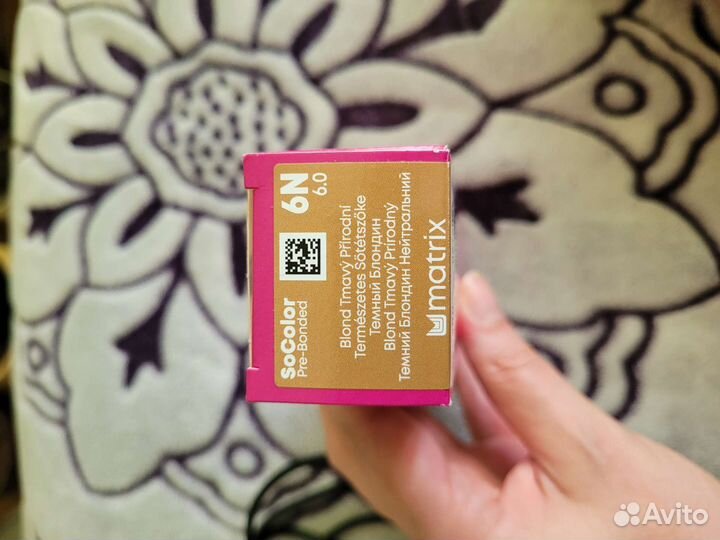 SoColor
Pre-Bonded
6N
6.0
Blond Tmavý Přírodní
Természetes Sötétszőke
Темный Блондин
Blond Tmavý Prírodný
Темний Блондин Нейтральний
matrix
Avito